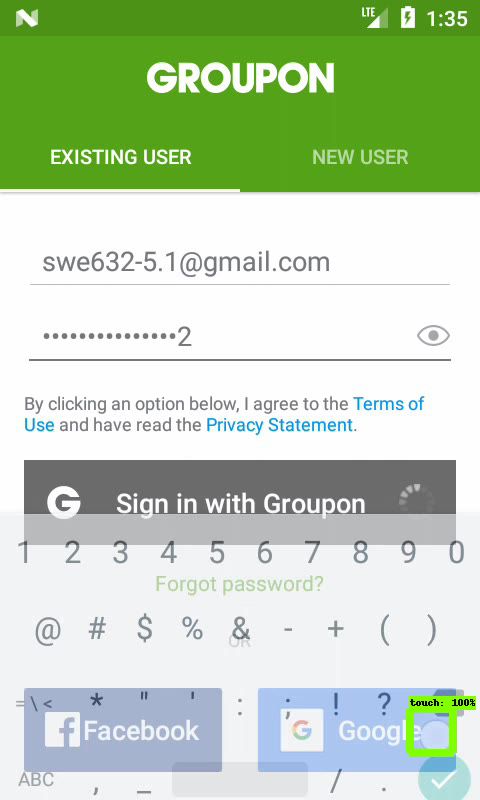 LTE 1:35
GROUPON
EXISTING USER NEW USER
swe632-5.1@gmail.com
•••••••••••••••2
By clicking an option below, I agree to the Terms of
Use and have read the Privacy Statement.
G Sign in with Groupon
1 2 3 4 5 6 7 8 9 0
Forgot password?
@ # $ % & - + ( )
OR
= \ < * " ' : ; ! ?
touch: 100%
f Facebook G Google
ABC , _ / .